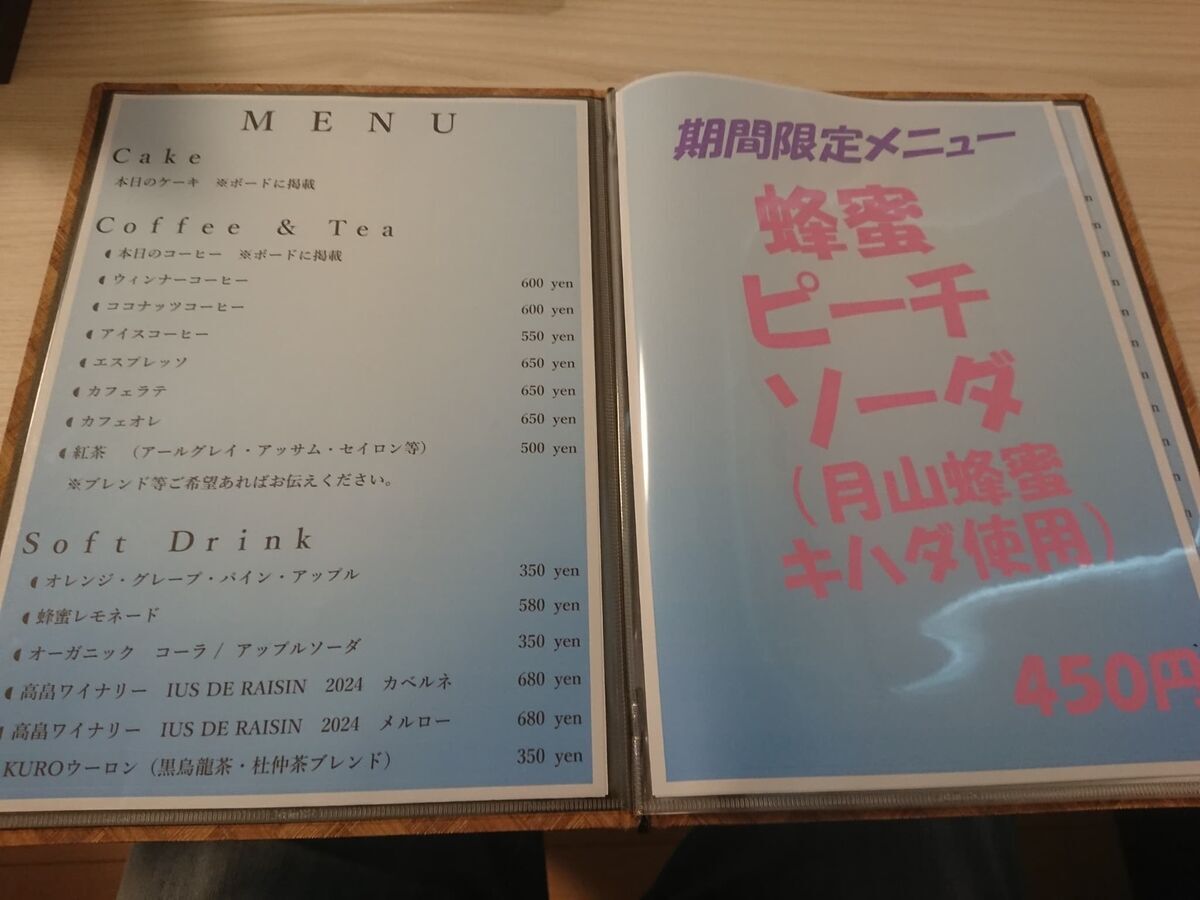 MENU
Cake
本日のケーキ ※ボードに掲載
Coffee & Tea
本日のコーヒー ※ボードに掲載
ウィンナーコーヒー 600 yen
ココナッツコーヒー 600 yen
アイスコーヒー 550 yen
エスプレッソ 650 yen
カフェラテ 650 yen
カフェオレ 650 yen
紅茶 （アールグレイ・アッサム・セイロン等） 500 yen
※ブレンド等ご希望あればお伝えください。
Soft Drink
オレンジ・グレープ・パイン・アップル 350 yen
蜂蜜レモネード 580 yen
オーガニック コーラ / アップルソーダ 350 yen
高畠ワイナリー IUS DE RAISIN 2024 カベルネ 680 yen
高畠ワイナリー IUS DE RAISIN 2024 メルロー 680 yen
KUROウーロン（黒烏龍茶・杜仲茶ブレンド） 350 yen
期間限定メニュー
蜂蜜
ピーチ
ソーダ
（月山蜂蜜
キハダ使用）
450円
n
n
n
n
n
n
n
n
n
n
n